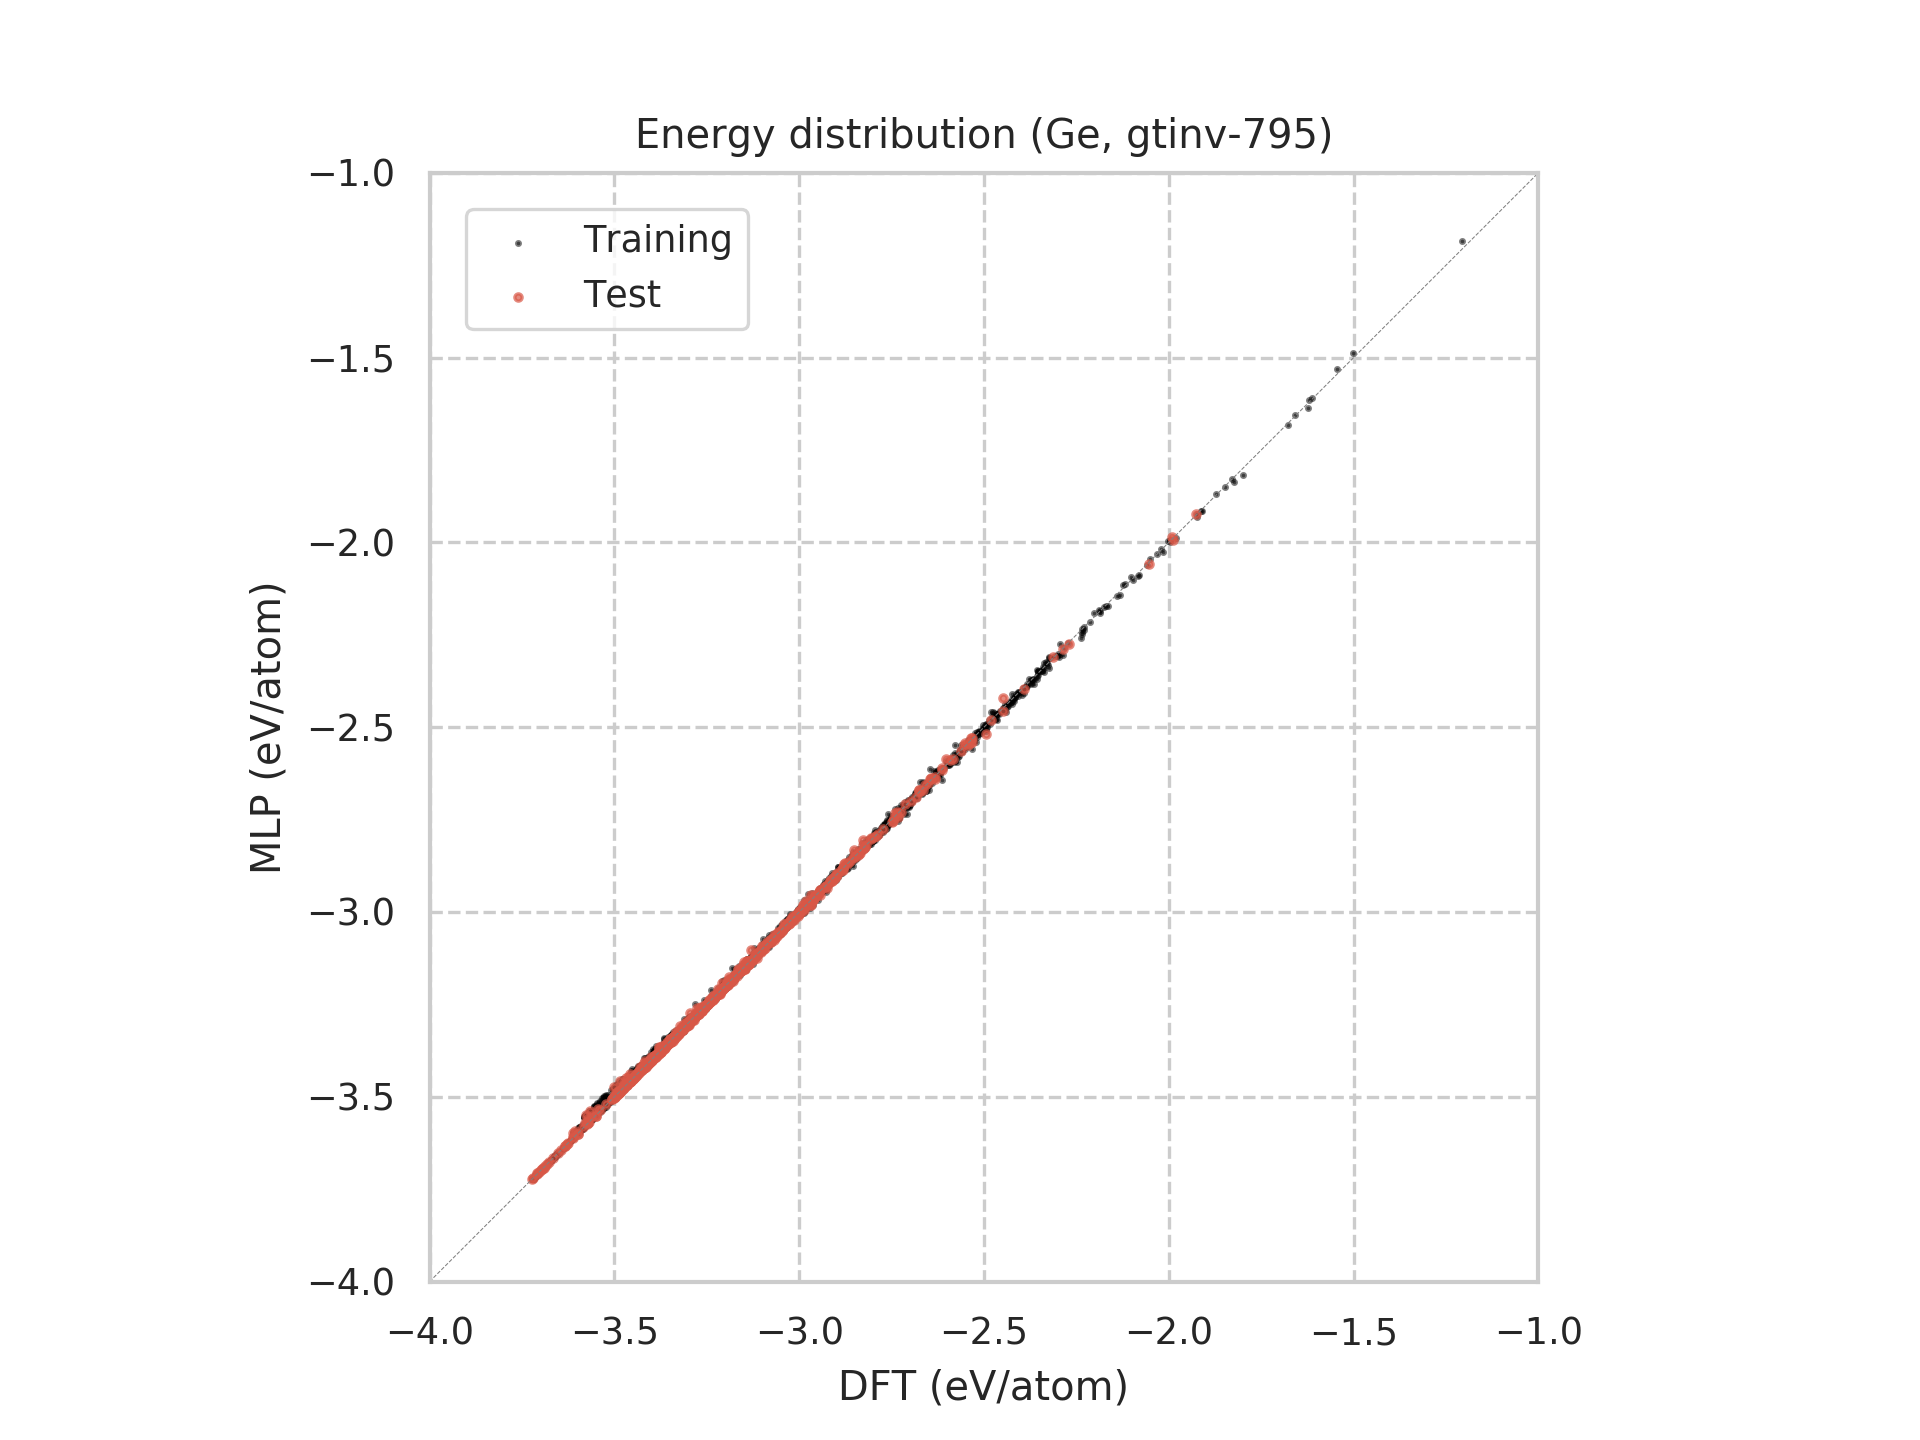 Energy distribution (Ge, gtinv-795)
−1.0
−1.5
−2.0
−2.5
−3.0
−3.5
−4.0
Training
Test
MLP (eV/atom)
−4.0 −3.5 −3.0 −2.5 −2.0 −1.5 −1.0
DFT (eV/atom)